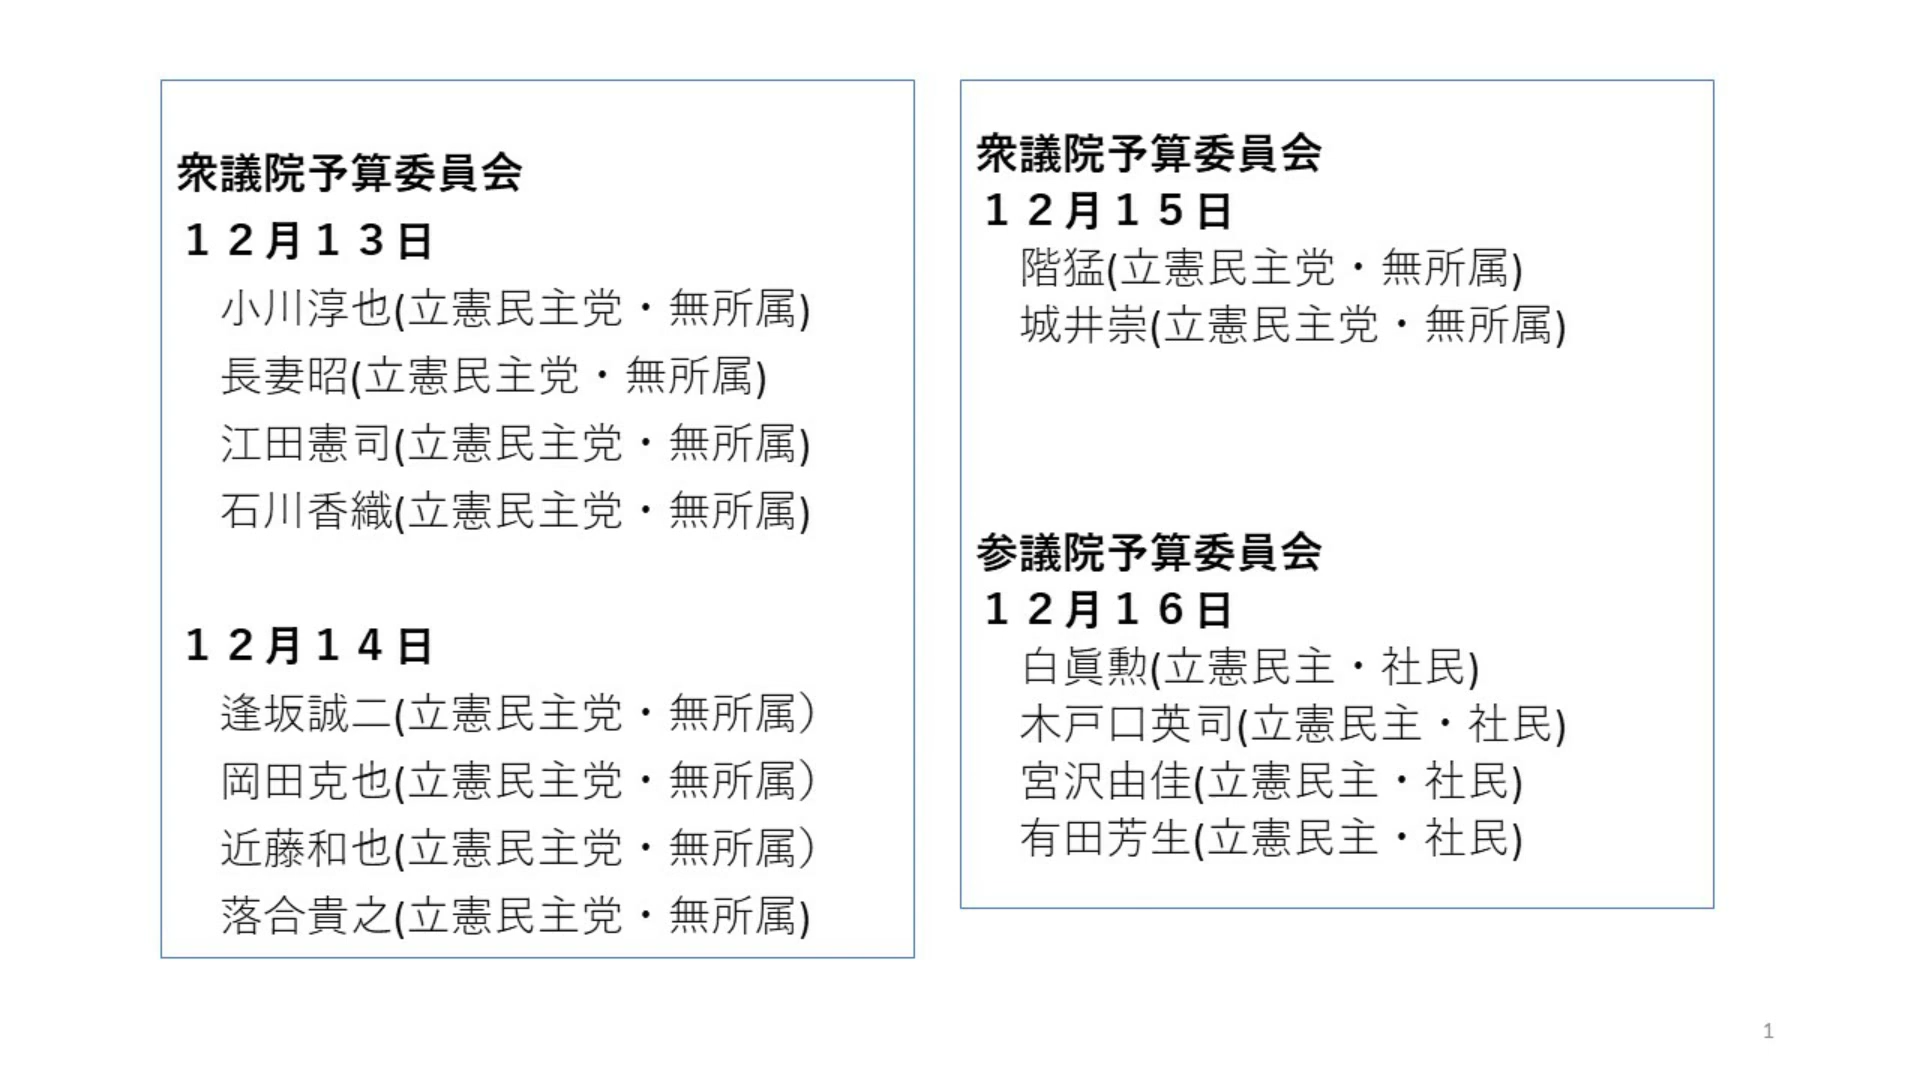 衆議院予算委員会
１２月１３日
小川淳也(立憲民主党・無所属)
長妻昭(立憲民主党・無所属)
江田憲司(立憲民主党・無所属)
石川香織(立憲民主党・無所属)
１２月１４日
逢坂誠二(立憲民主党・無所属）
岡田克也(立憲民主党・無所属）
近藤和也(立憲民主党・無所属）
落合貴之(立憲民主党・無所属)
衆議院予算委員会
１２月１５日
階猛(立憲民主党・無所属)
城井崇(立憲民主党・無所属)
参議院予算委員会
１２月１６日
白眞勲(立憲民主・社民)
木戸口英司(立憲民主・社民)
宮沢由佳(立憲民主・社民)
有田芳生(立憲民主・社民)
1